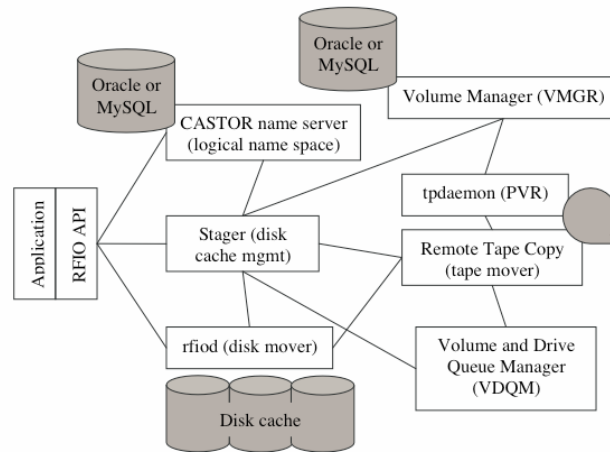 Oracle or
MySQL
Oracle or
MySQL
Volume Manager (VMGR)
CASTOR name server
(logical name space)
tpdaemon (PVR)
Application
RFIO API
Stager (disk
cache mgmt)
Remote Tape Copy
(tape mover)
rfiod (disk mover)
Volume and Drive
Queue Manager
(VDQM)
Disk cache